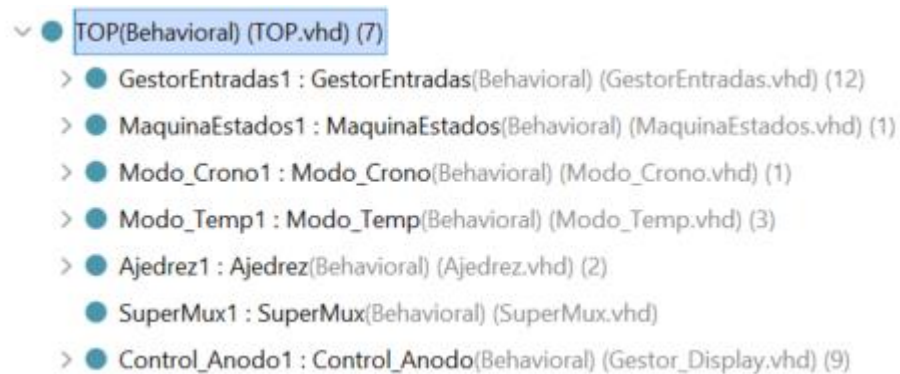 TOP(Behavioral) (TOP.vhd) (7)
GestorEntradas1 : GestorEntradas(Behavioral) (GestorEntradas.vhd) (12)
MaquinaEstados1 : MaquinaEstados(Behavioral) (MaquinaEstados.vhd) (1)
Modo_Crono1 : Modo_Crono(Behavioral) (Modo_Crono.vhd) (1)
Modo_Temp1 : Modo_Temp(Behavioral) (Modo_Temp.vhd) (3)
Ajedrez1 : Ajedrez(Behavioral) (Ajedrez.vhd) (2)
SuperMux1 : SuperMux(Behavioral) (SuperMux.vhd)
Control_Anodo1 : Control_Anodo(Behavioral) (Gestor_Display.vhd) (9)